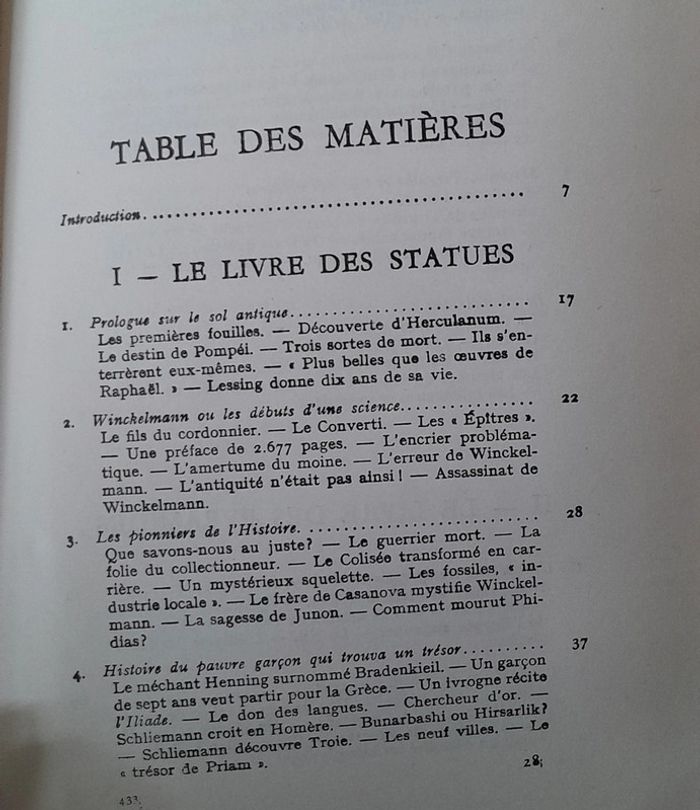 TABLE DES MATIÈRES
Introduction................................................ 7
I — LE LIVRE DES STATUES
1. Prologue sur le sol antique.............................. 17
Les premières fouilles. — Découverte d'Herculanum. —
Le destin de Pompéi. — Trois sortes de mort. — Ils s'en-
terrèrent eux-mêmes. — « Plus belles que les œuvres de
Raphaël. » — Lessing donne dix ans de sa vie.
2. Winckelmann ou les débuts d'une science................ 22
Le fils du cordonnier. — Le Converti. — Les « Épîtres ».
— Une préface de 2.677 pages. — L'encrier probléma-
tique. — L'amertume du moine. — L'erreur de Winckel-
mann. — L'antiquité n'était pas ainsi! — Assassinat de
Winckelmann.
3. Les pionniers de l'Histoire............................. 28
Que savons-nous au juste? — Le guerrier mort. — La
folie du collectionneur. — Le Colisée transformé en car-
rière. — Un mystérieux squelette. — Les fossiles, « in-
dustrie locale ». — Le frère de Casanova mystifie Winckel-
mann. — La sagesse de Junon. — Comment mourut Phi-
dias?
4. Histoire du pauvre garçon qui trouva un trésor.......... 37
Le méchant Henning surnommé Bradenkieil. — Un garçon
de sept ans veut partir pour la Grèce. — Un ivrogne récite
l'Iliade. — Le don des langues. — Chercheur d'or. —
Schliemann croit en Homère. — Bunarbashi ou Hirsarlik?
— Schliemann découvre Troie. — Les neuf villes. — Le
« trésor de Priam ».
433. 28;